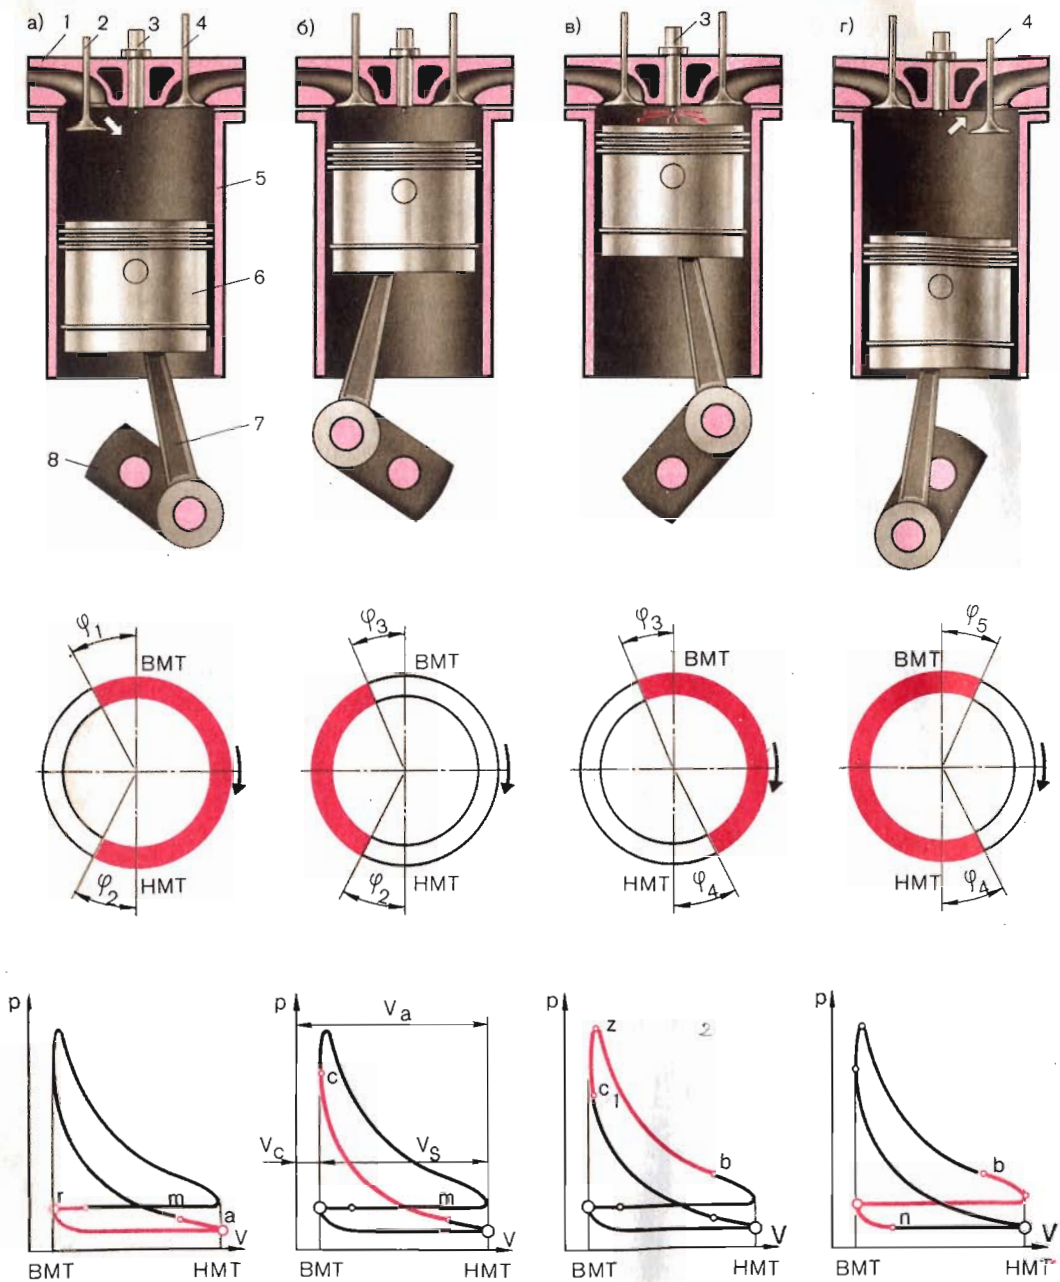 а) 2 3 4 б) в) 3 г) 4
1
5
6
7
8
φ1 φ3 φ3 φ5
ВМТ ВМТ ВМТ ВМТ
НМТ НМТ НМТ НМТ
φ2 φ2 φ4 φ4
p p Va p z 2 p
c c1
Vc Vs b b
r m m
a n
V V V V
ВМТ НМТ ВМТ НМТ ВМТ НМТ ВМТ НМТ